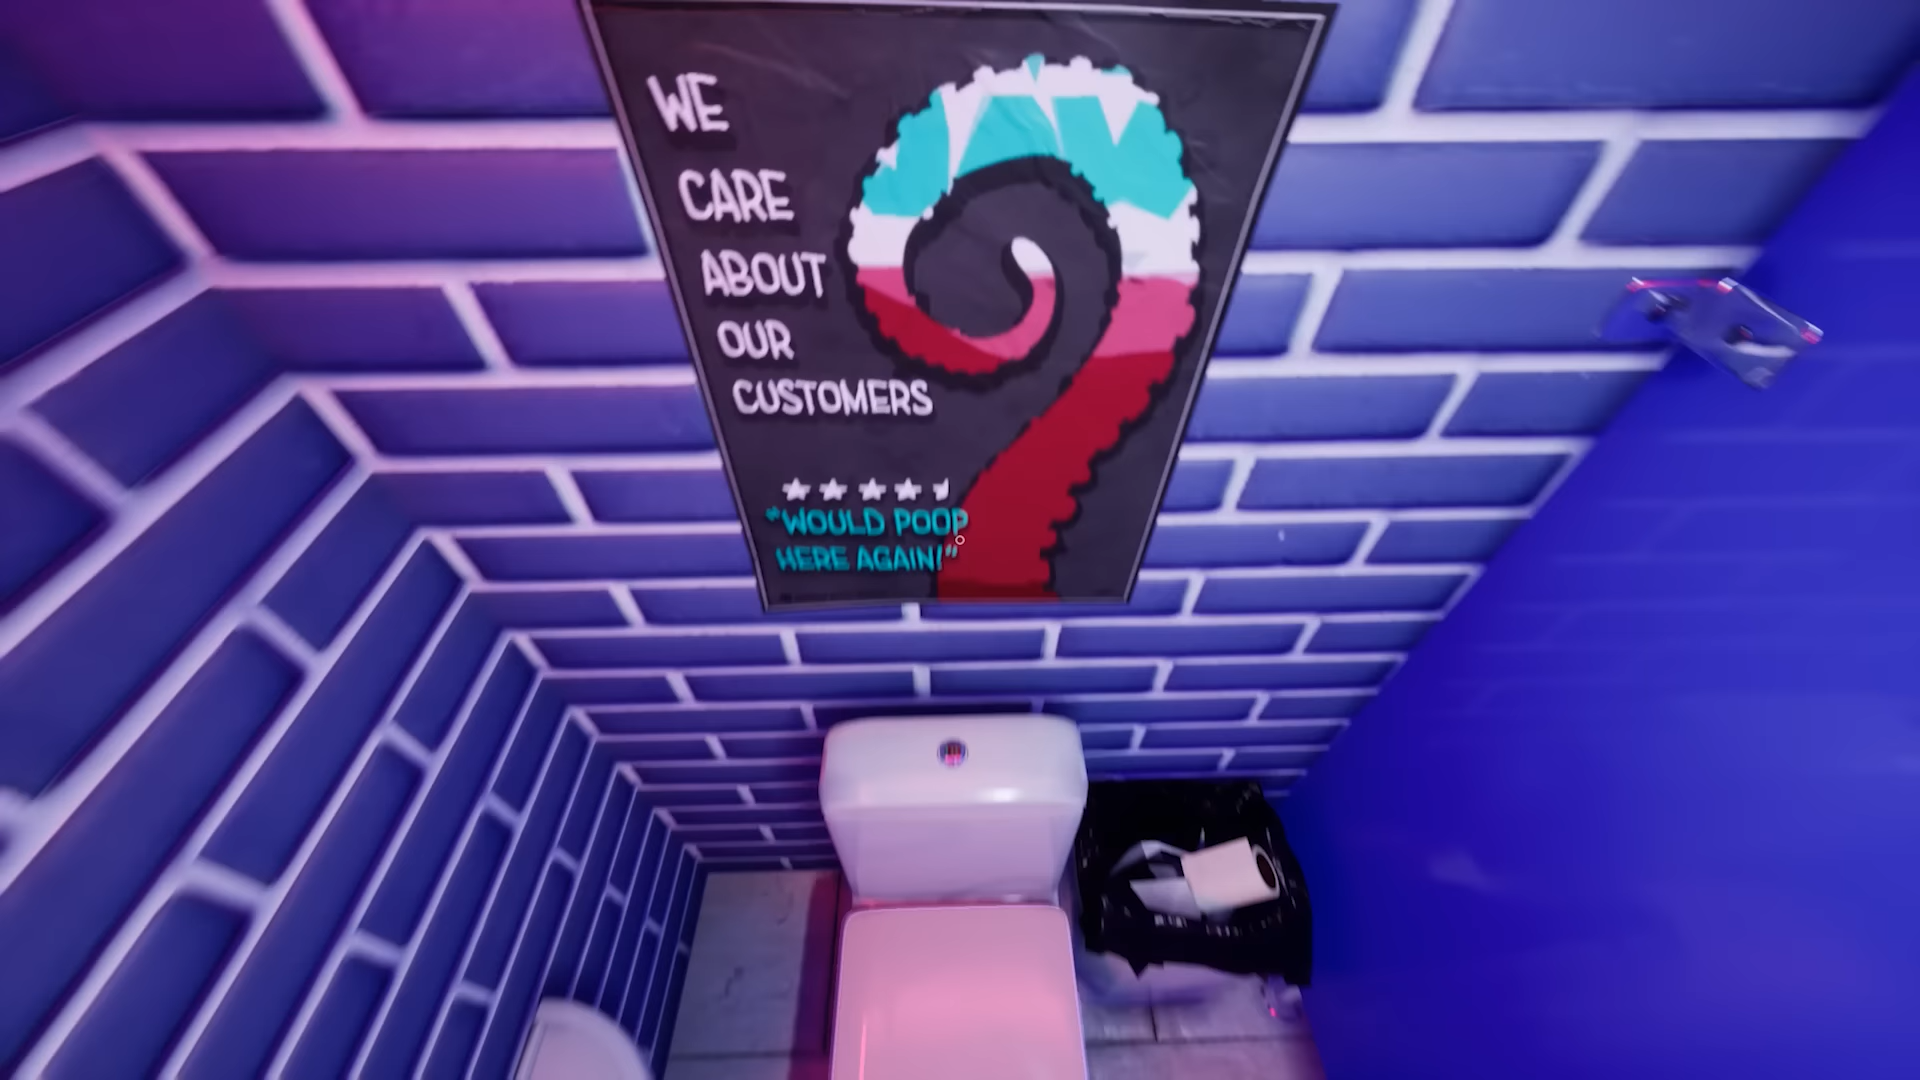 WE
CARE
ABOUT
OUR
CUSTOMERS
"WOULD POOP
HERE AGAIN!"